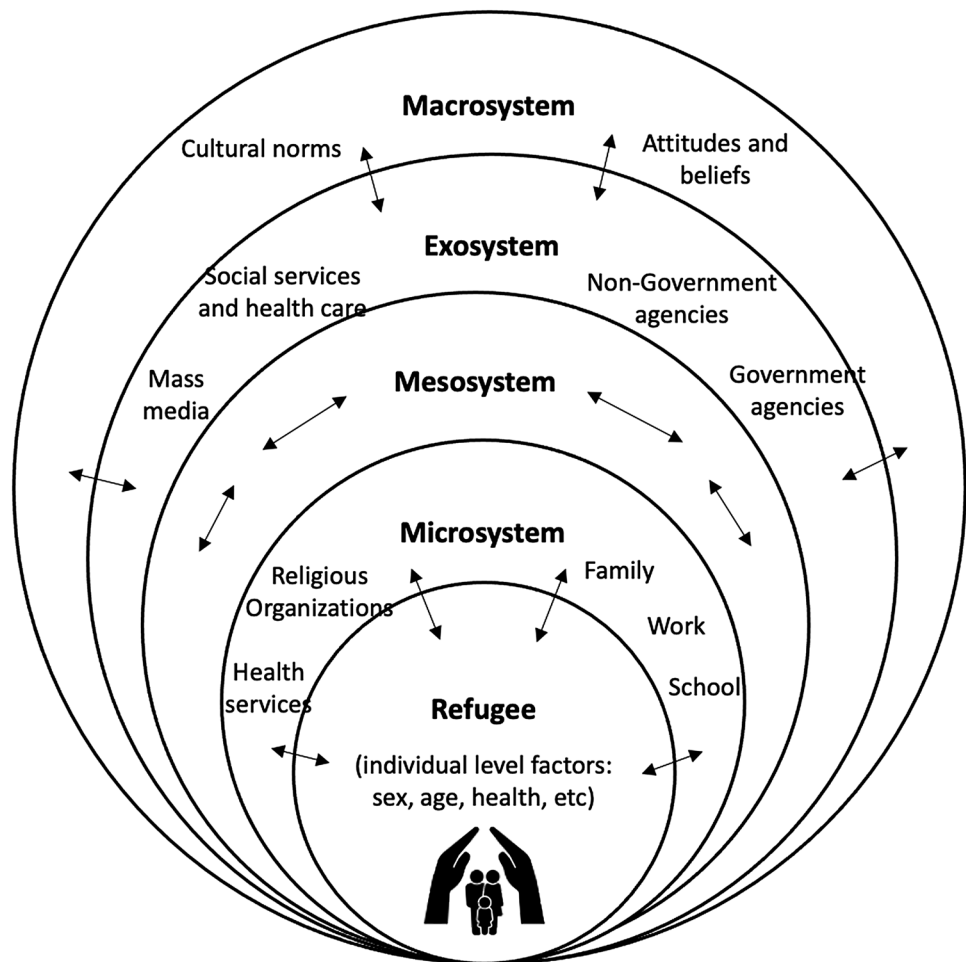 Macrosystem
Cultural norms
Attitudes and
beliefs
Exosystem
Social services
and health care
Non-Government
agencies
Mass
media
Government
agencies
Mesosystem
Microsystem
Religious
Organizations
Family
Work
Health
services
School
Refugee
(individual level factors:
sex, age, health, etc)